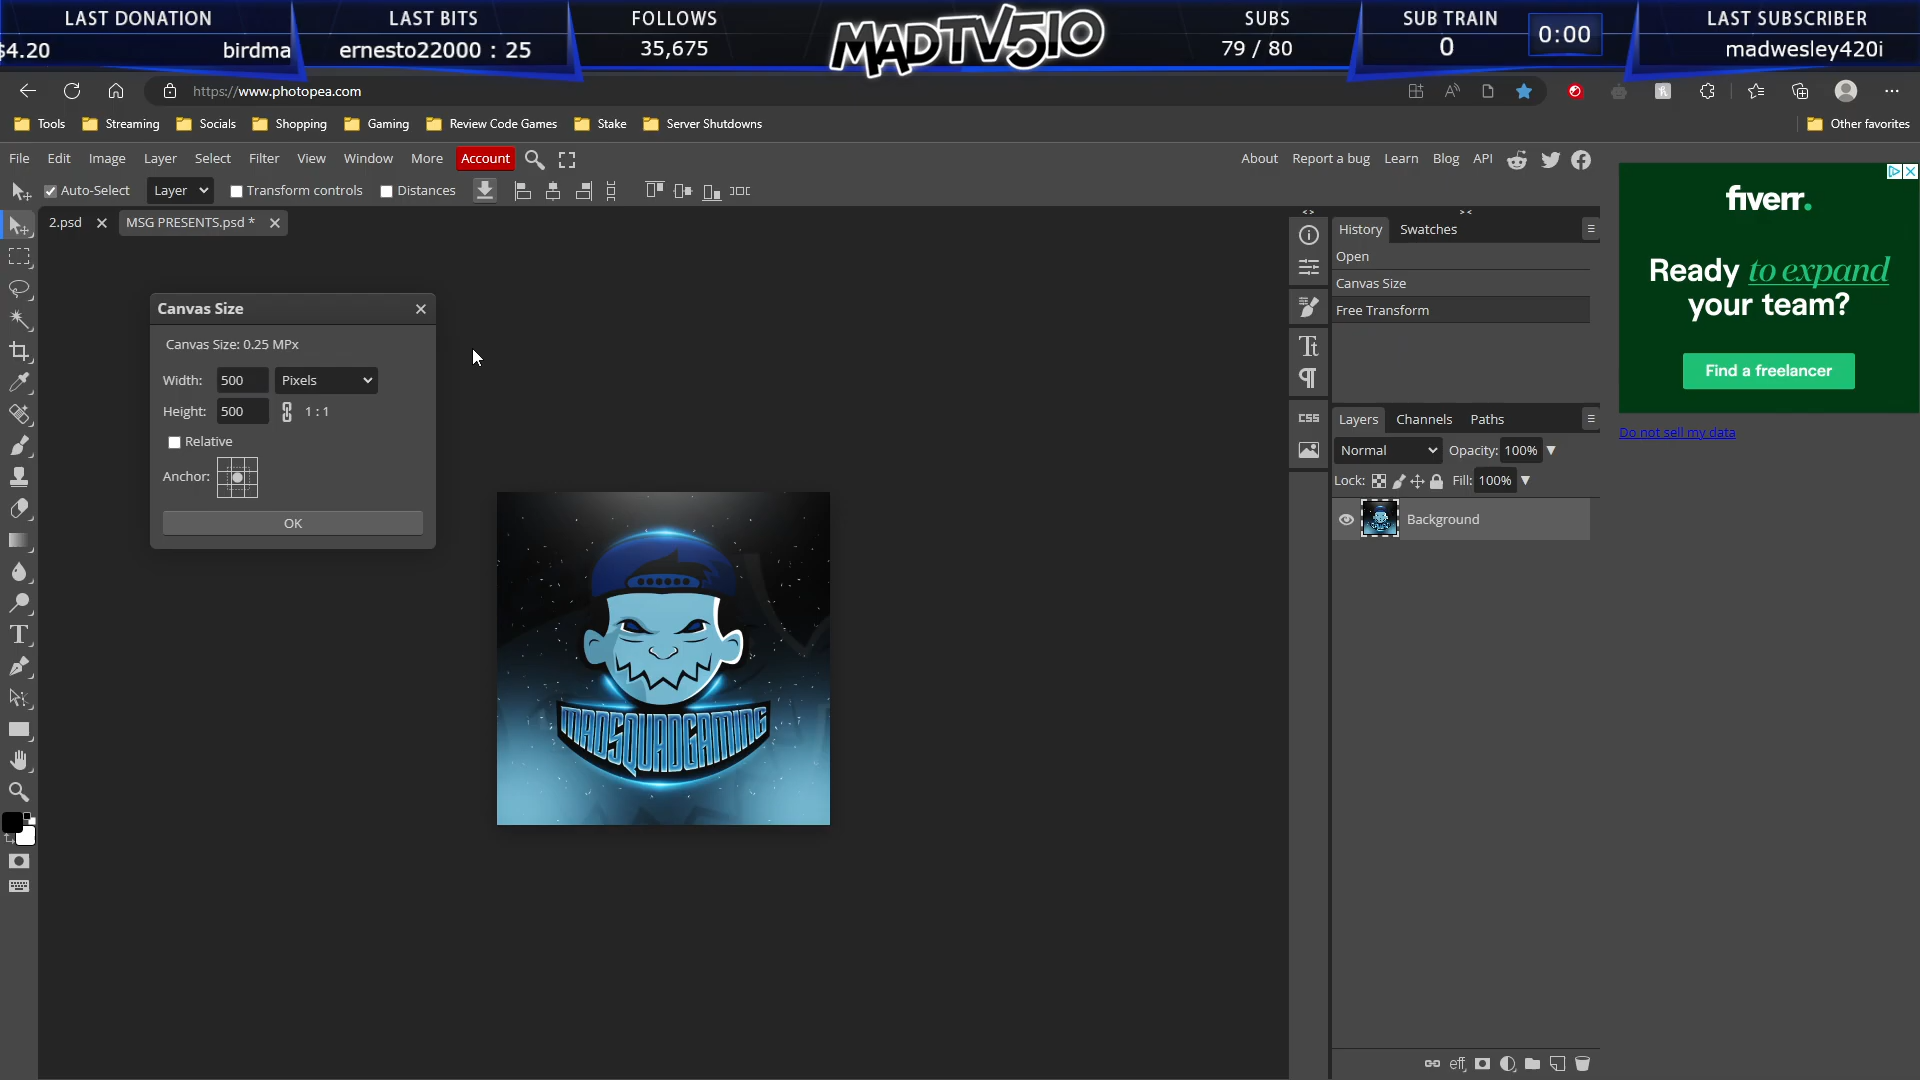 LAST DONATION
LAST BITS
FOLLOWS
MADTV510
SUBS
SUB TRAIN
0:00
LAST SUBSCRIBER
$4.20
birdma
ernesto22000 : 25
35,675
79 / 80
0
madwesley420i
https://www.photopea.com
Tools
Streaming
Socials
Shopping
Gaming
Review Code Games
Stake
Server Shutdowns
Other favorites
File
Edit
Image
Layer
Select
Filter
View
Window
More
Account
About
Report a bug
Learn
Blog
API
Auto-Select
Layer
Transform controls
Distances
2.psd
MSG PRESENTS.psd *
Canvas Size
Canvas Size: 0.25 MPx
Width:
500
Pixels
Height:
500
1 : 1
Relative
Anchor:
OK
MADSQUADGAMING
History
Swatches
Open
Canvas Size
Free Transform
CSS
Layers
Channels
Paths
Normal
Opacity:
100%
Lock:
Fill:
100%
Background
eff
fiverr.
Ready to expand
your team?
Find a freelancer
Do not sell my data